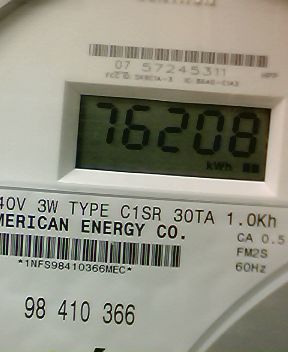 07 57245311
76208
kWh
40V 3W TYPE C1SR 30TA 1.0Kh
MERICAN ENERGY CO.
CA 0.5
FM2S
60Hz
*1NFS98410366MEC*
98 410 366